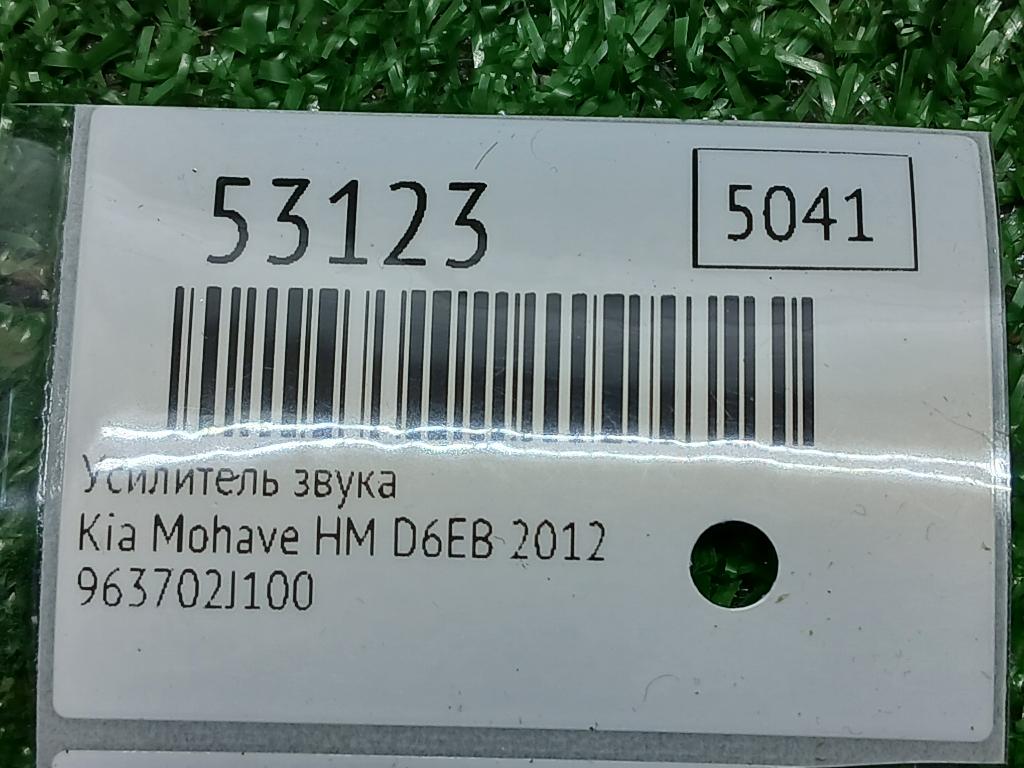 53123
5041
Усилитель звука
Kia Mohave HM D6EB 2012
963702J100